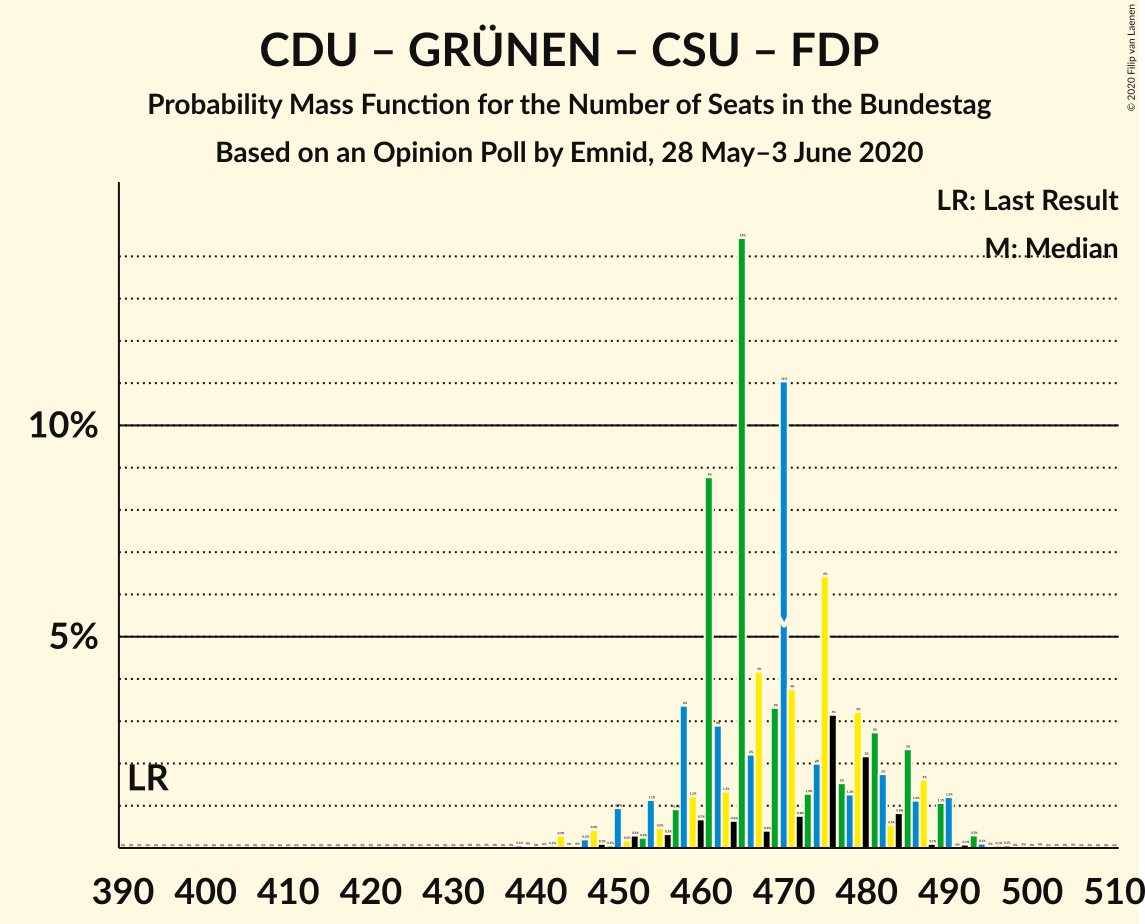 CDU – GRÜNEN – CSU – FDP
Probability Mass Function for the Number of Seats in the Bundestag
Based on an Opinion Poll by Emnid, 28 May–3 June 2020
© 2020 Filip van Laenen
LR: Last Result
M: Median
10%
5%
LR
390 400 410 420 430 440 450 460 470 480 490 500 510